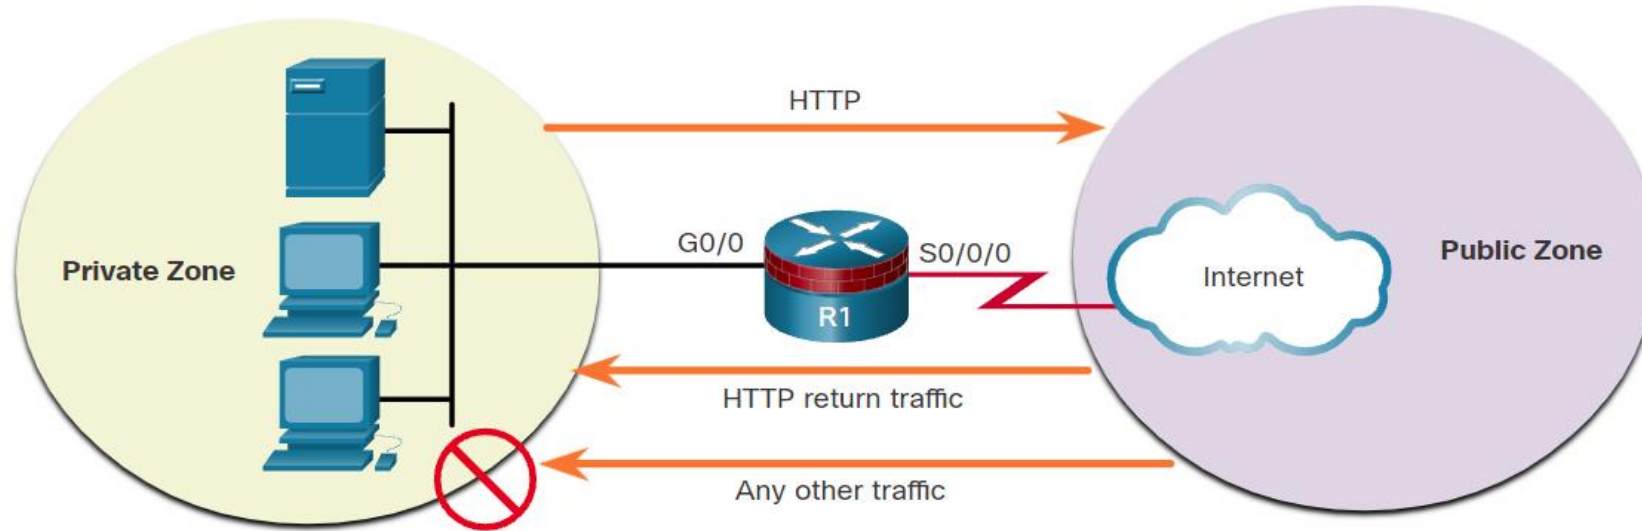 HTTP
Private Zone
G0/0
S0/0/0
R1
Internet
Public Zone
HTTP return traffic
Any other traffic